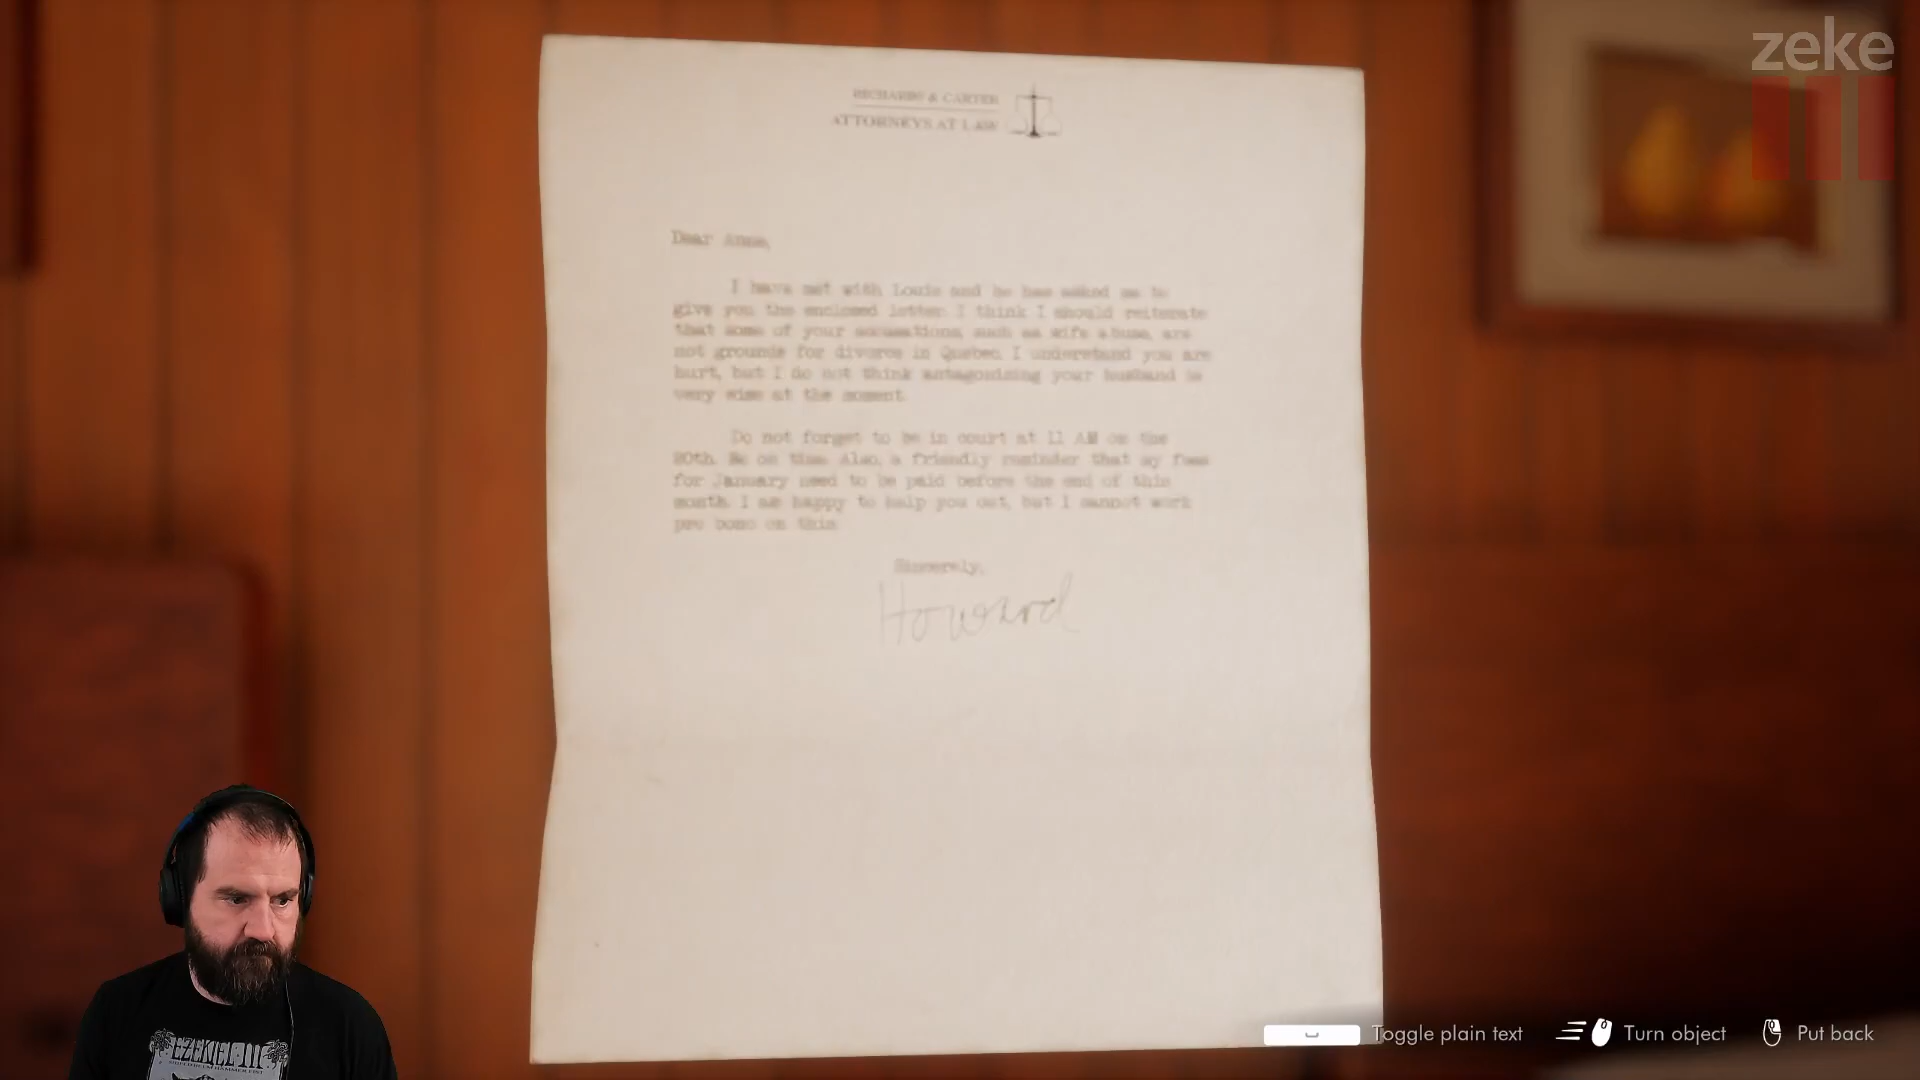 zeke
III
RICHARDS & CARTER
ATTORNEYS AT LAW
Dear Anna,
I have met with Louis and he has asked me to
give you the enclosed letter. I think I should reiterate
that some of your accusations, such as wife abuse, are
not grounds for divorce in Quebec. I understand you are
hurt, but I do not think antagonizing your husband is
very wise at the moment.
Do not forget to be in court at 11 AM on the
20th. Be on time. Also, a friendly reminder that my fees
for January need to be paid before the end of this
month. I am happy to help you out, but I cannot work
pro bono on this.
Sincerely,
Howard
EZEKIEL III
Toggle plain text
Turn object
Put back